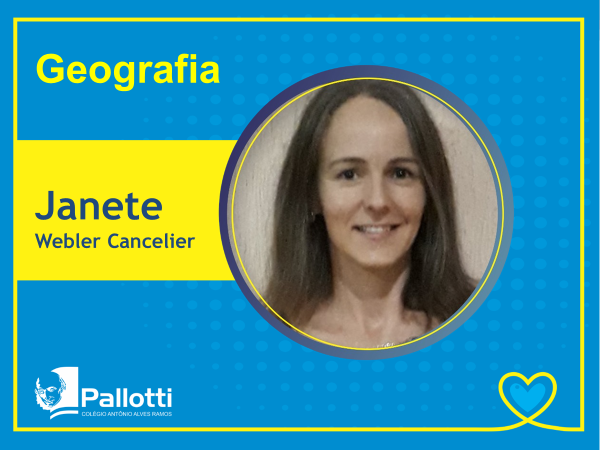 Geografia
Janete
Webler Cancelier
Pallotti
COLÉGIO ANTÔNIO ALVES RAMOS